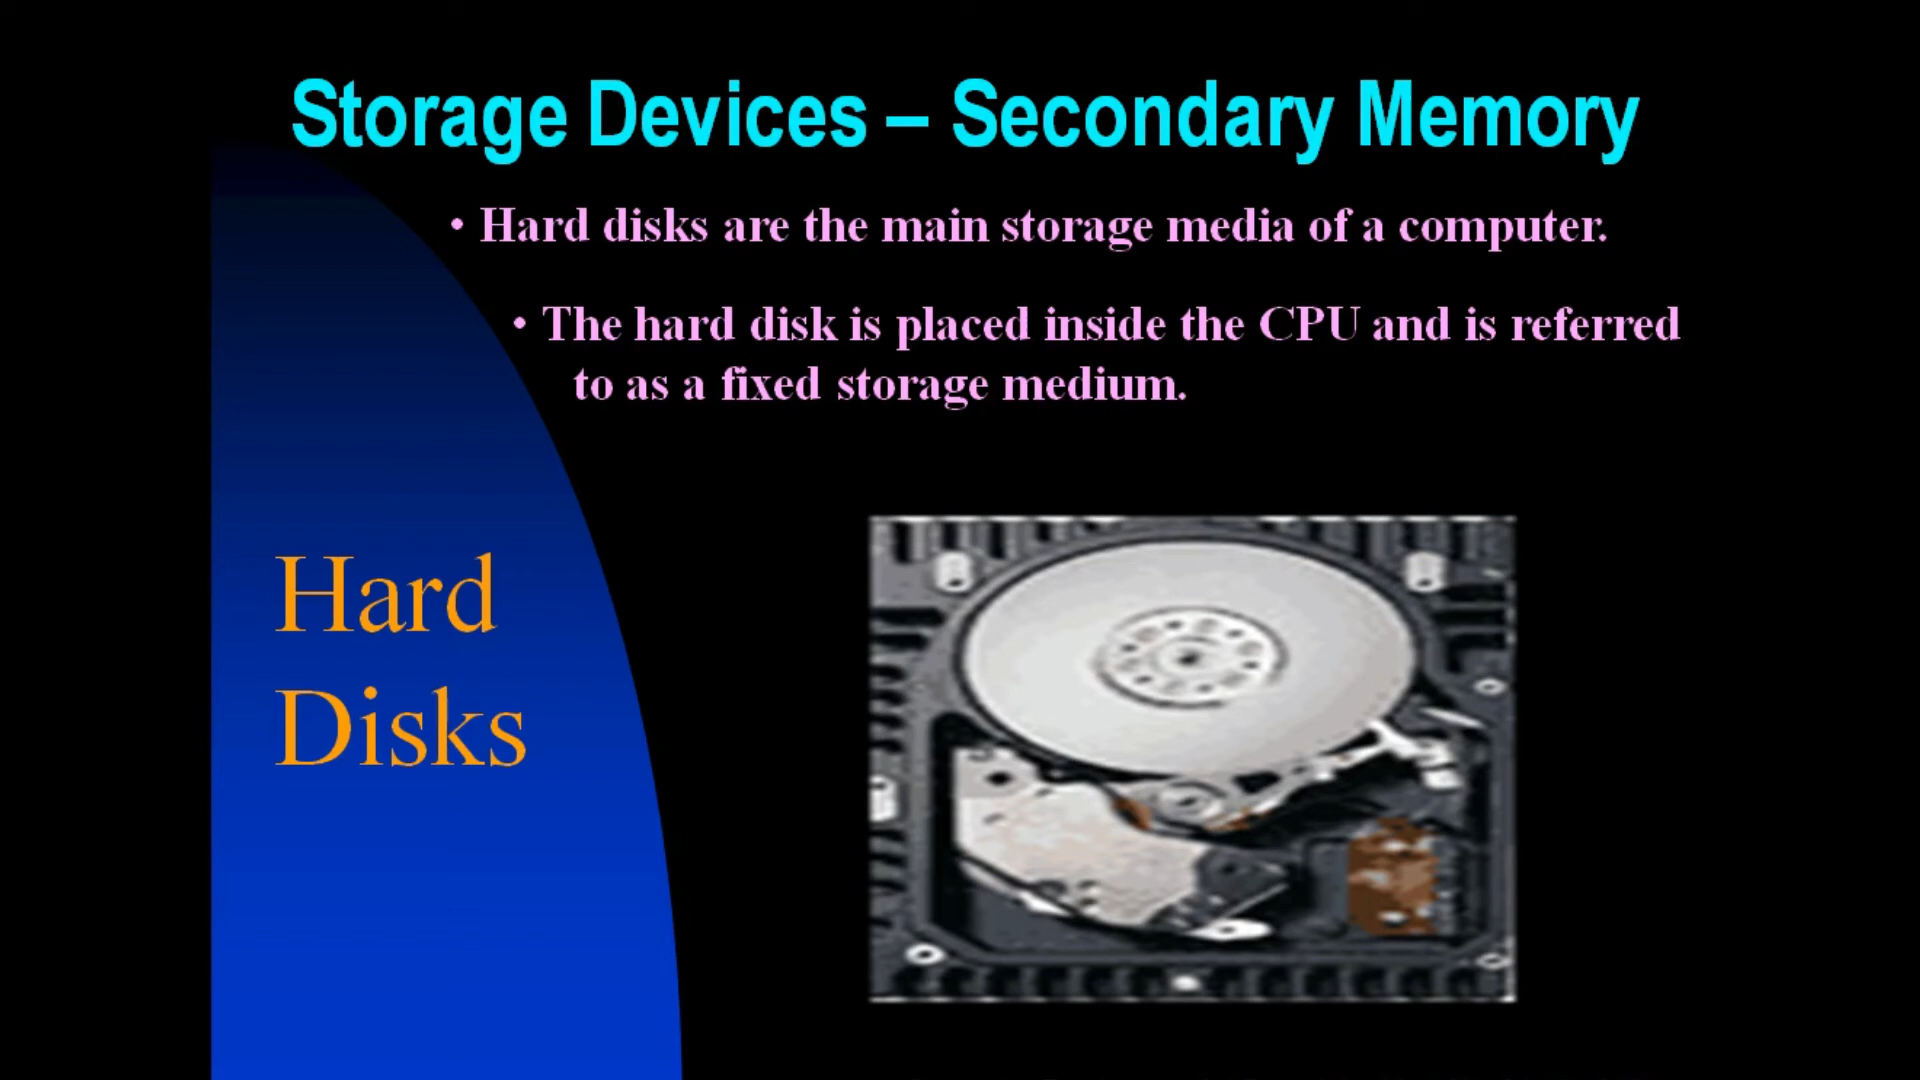 Storage Devices – Secondary Memory
• Hard disks are the main storage media of a computer.
• The hard disk is placed inside the CPU and is referred
to as a fixed storage medium.
Hard
Disks